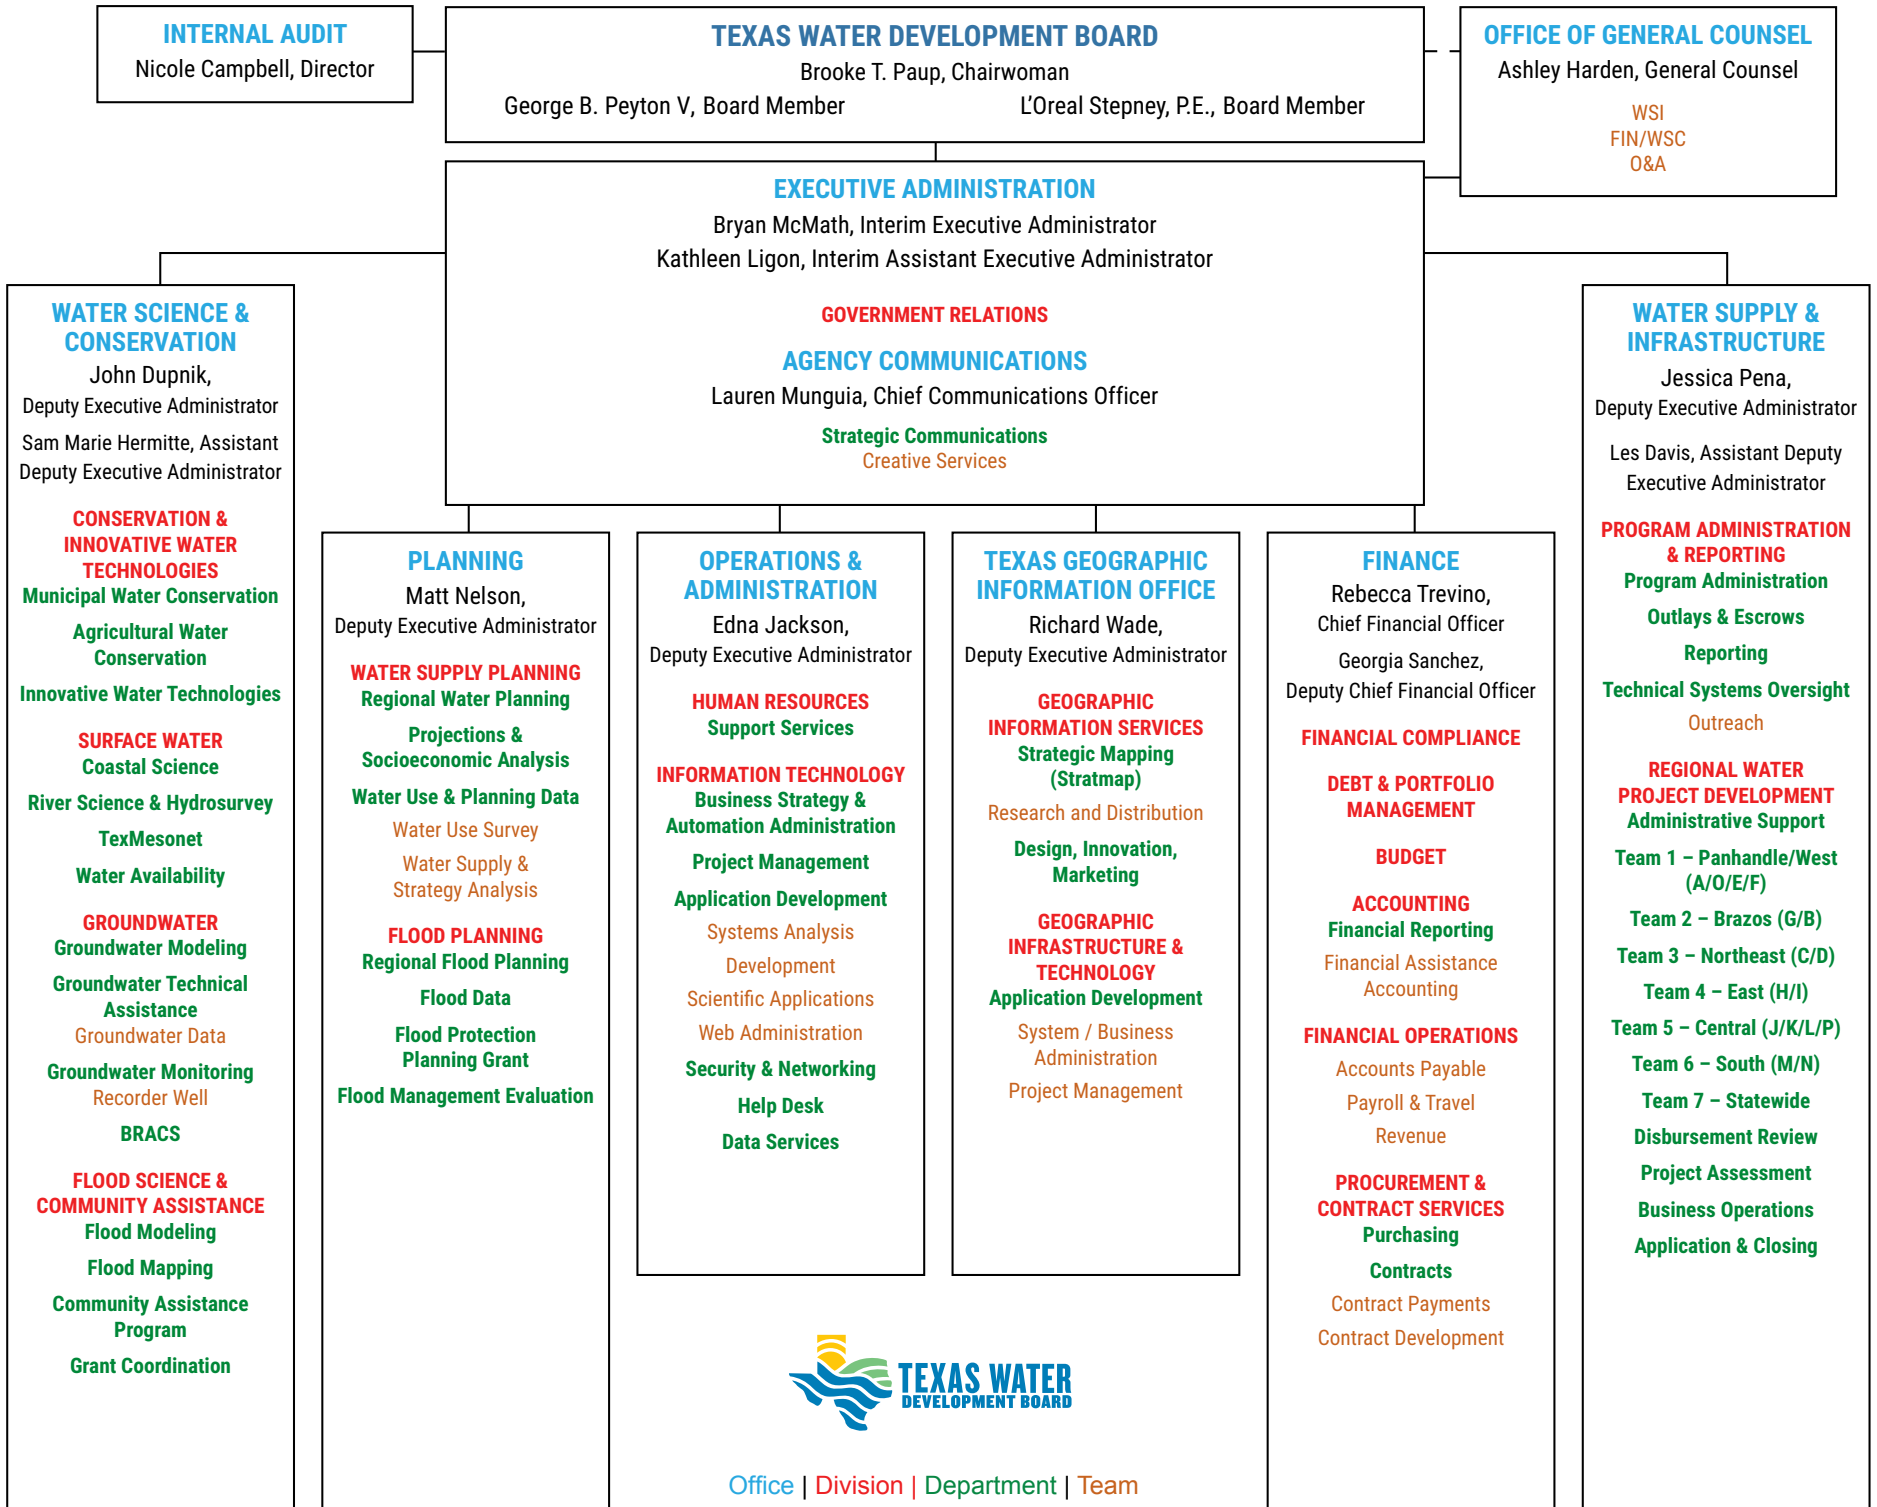 INTERNAL AUDIT
Nicole Campbell, Director
TEXAS WATER DEVELOPMENT BOARD
Brooke T. Paup, Chairwoman
George B. Peyton V, Board Member
L'Oreal Stepney, P.E., Board Member
OFFICE OF GENERAL COUNSEL
Ashley Harden, General Counsel
WSI
FIN/WSC
O&A
EXECUTIVE ADMINISTRATION
Bryan McMath, Interim Executive Administrator
Kathleen Ligon, Interim Assistant Executive Administrator
GOVERNMENT RELATIONS
AGENCY COMMUNICATIONS
Lauren Munguia, Chief Communications Officer
Strategic Communications
Creative Services
WATER SCIENCE &
CONSERVATION
John Dupnik,
Deputy Executive Administrator
Sam Marie Hermitte, Assistant
Deputy Executive Administrator
CONSERVATION &
INNOVATIVE WATER
TECHNOLOGIES
Municipal Water Conservation
Agricultural Water
Conservation
Innovative Water Technologies
SURFACE WATER
Coastal Science
River Science & Hydrosurvey
TexMesonet
Water Availability
GROUNDWATER
Groundwater Modeling
Groundwater Technical
Assistance
Groundwater Data
Groundwater Monitoring
Recorder Well
BRACS
FLOOD SCIENCE &
COMMUNITY ASSISTANCE
Flood Modeling
Flood Mapping
Community Assistance
Program
Grant Coordination
PLANNING
Matt Nelson,
Deputy Executive Administrator
WATER SUPPLY PLANNING
Regional Water Planning
Projections &
Socioeconomic Analysis
Water Use & Planning Data
Water Use Survey
Water Supply &
Strategy Analysis
FLOOD PLANNING
Regional Flood Planning
Flood Data
Flood Protection
Planning Grant
Flood Management Evaluation
OPERATIONS &
ADMINISTRATION
Edna Jackson,
Deputy Executive Administrator
HUMAN RESOURCES
Support Services
INFORMATION TECHNOLOGY
Business Strategy &
Automation Administration
Project Management
Application Development
Systems Analysis
Development
Scientific Applications
Web Administration
Security & Networking
Help Desk
Data Services
TEXAS GEOGRAPHIC
INFORMATION OFFICE
Richard Wade,
Deputy Executive Administrator
GEOGRAPHIC
INFORMATION SERVICES
Strategic Mapping
(Stratmap)
Research and Distribution
Design, Innovation,
Marketing
GEOGRAPHIC
INFRASTRUCTURE &
TECHNOLOGY
Application Development
System / Business
Administration
Project Management
FINANCE
Rebecca Trevino,
Chief Financial Officer
Georgia Sanchez,
Deputy Chief Financial Officer
FINANCIAL COMPLIANCE
DEBT & PORTFOLIO
MANAGEMENT
BUDGET
ACCOUNTING
Financial Reporting
Financial Assistance
Accounting
FINANCIAL OPERATIONS
Accounts Payable
Payroll & Travel
Revenue
PROCUREMENT &
CONTRACT SERVICES
Purchasing
Contracts
Contract Payments
Contract Development
WATER SUPPLY &
INFRASTRUCTURE
Jessica Pena,
Deputy Executive Administrator
Les Davis, Assistant Deputy
Executive Administrator
PROGRAM ADMINISTRATION
& REPORTING
Program Administration
Outlays & Escrows
Reporting
Technical Systems Oversight
Outreach
REGIONAL WATER
PROJECT DEVELOPMENT
Administrative Support
Team 1 – Panhandle/West
(A/O/E/F)
Team 2 – Brazos (G/B)
Team 3 – Northeast (C/D)
Team 4 – East (H/I)
Team 5 – Central (J/K/L/P)
Team 6 – South (M/N)
Team 7 – Statewide
Disbursement Review
Project Assessment
Business Operations
Application & Closing
TEXAS WATER
DEVELOPMENT BOARD
Office | Division | Department | Team